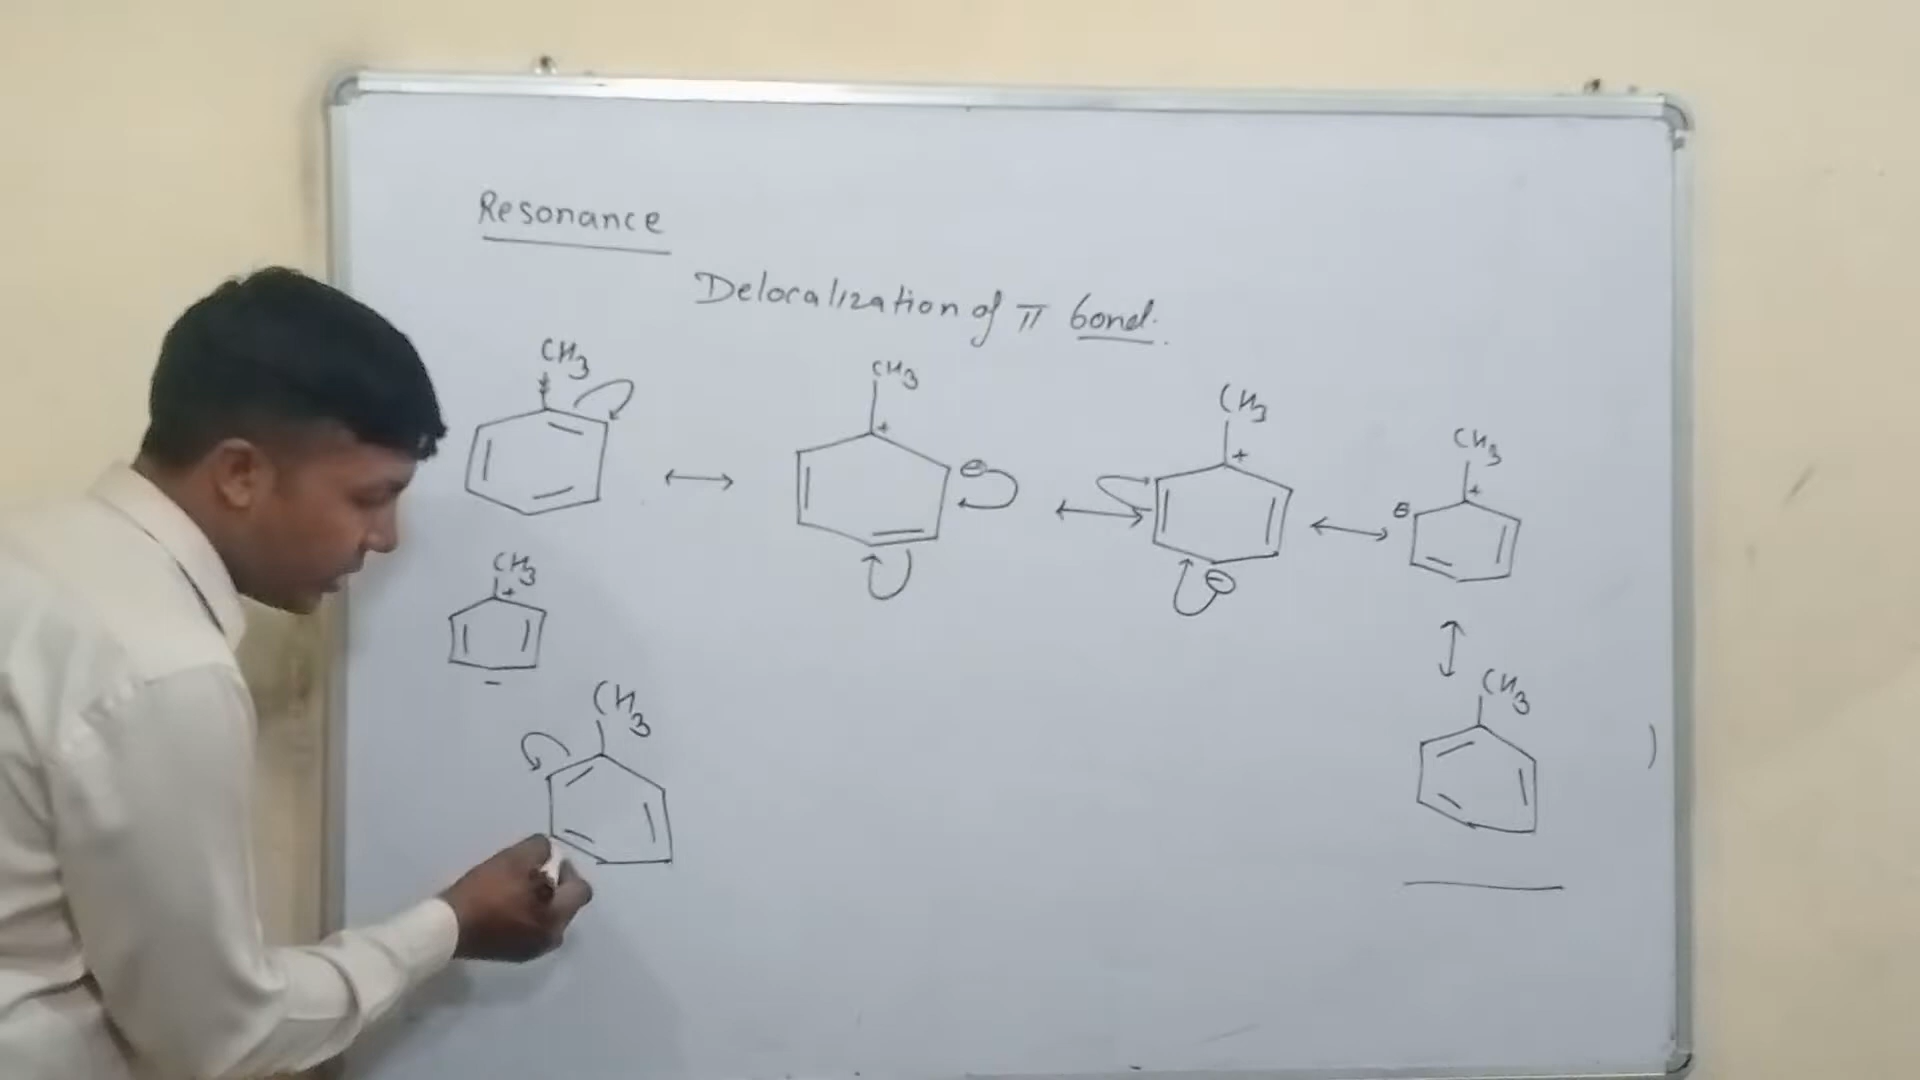 Resonance
Delocalization of π bond.
CH3
CH3
+
⊖
CH3
+
⊖
CH3
+
⊖
CH3
+
-
CH3
CH3